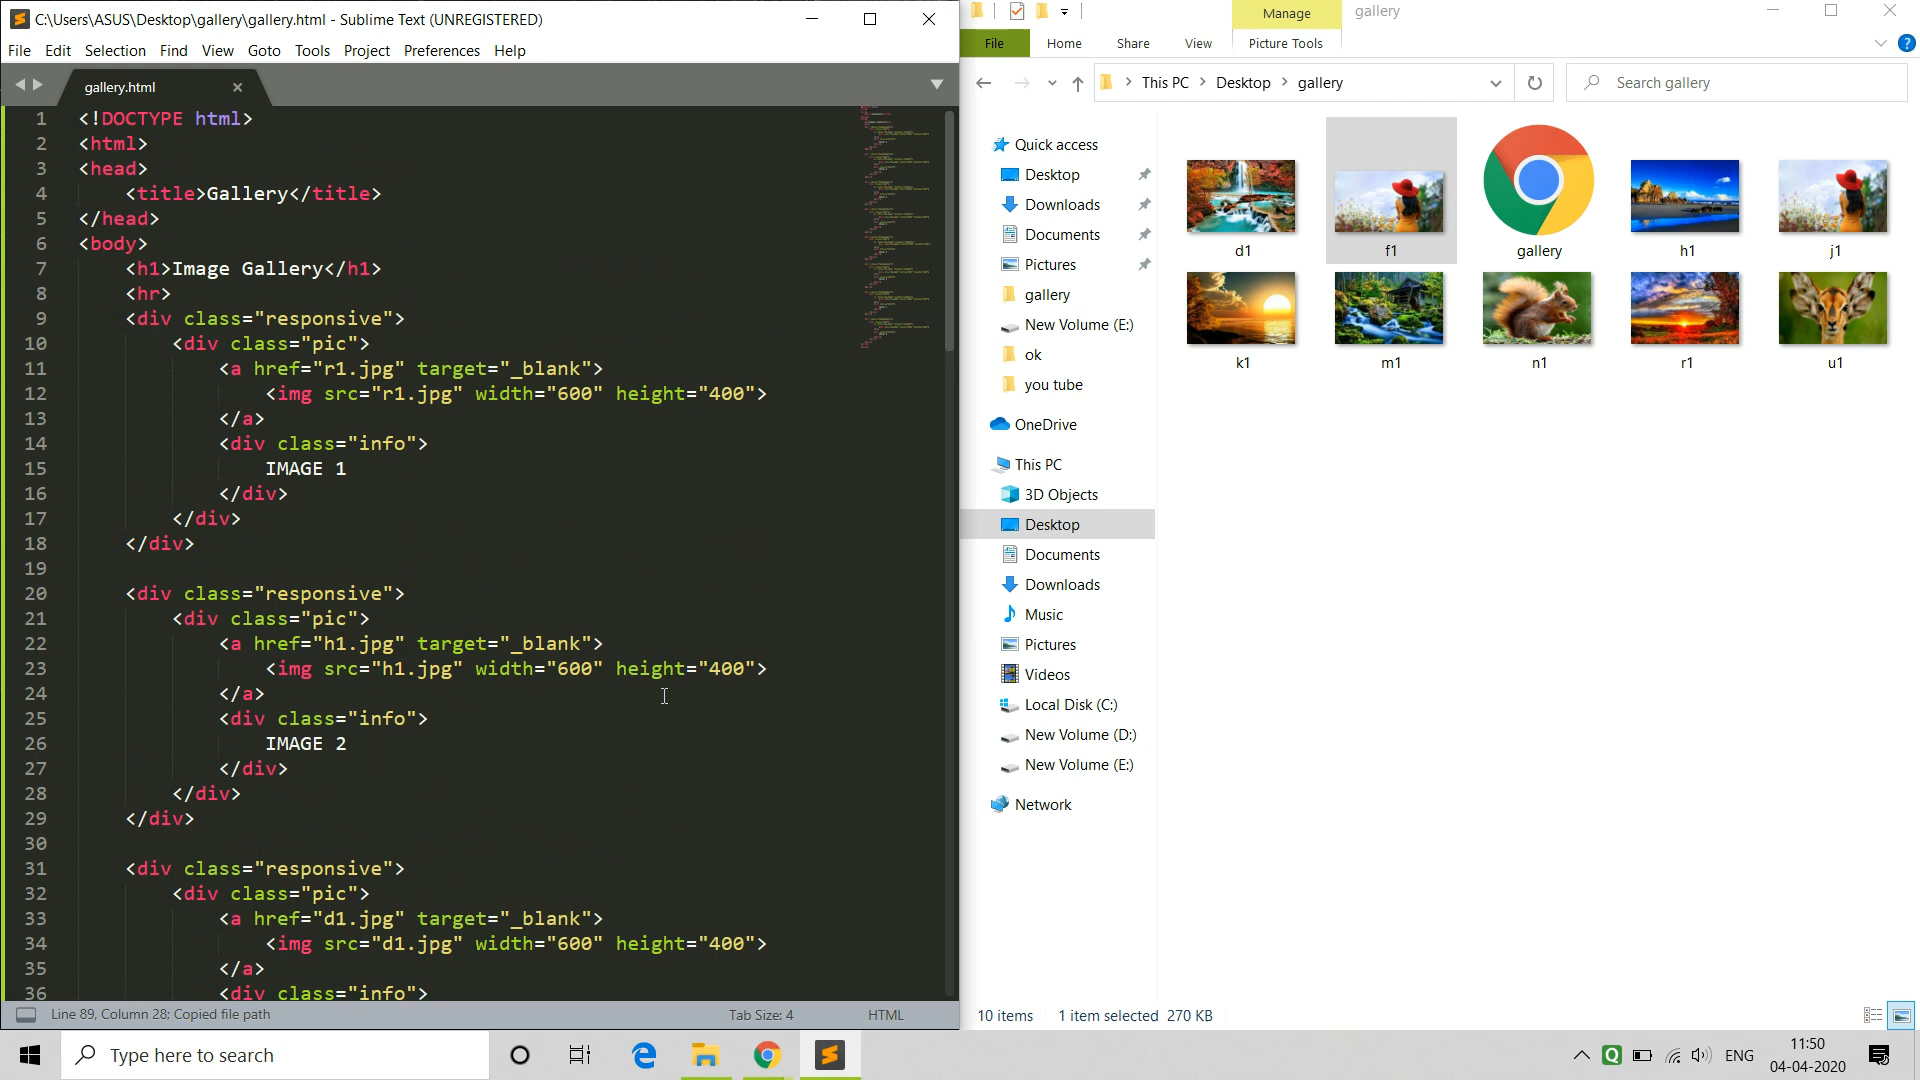 C:\Users\ASUS\Desktop\gallery\gallery.html - Sublime Text (UNREGISTERED)
File Edit Selection Find View Goto Tools Project Preferences Help
gallery.html
1 <!DOCTYPE html>
2 <html>
3 <head>
4 <title>Gallery</title>
5 </head>
6 <body>
7 <h1>Image Gallery</h1>
8 <hr>
9 <div class="responsive">
10 <div class="pic">
11 <a href="r1.jpg" target="_blank">
12 <img src="r1.jpg" width="600" height="400">
13 </a>
14 <div class="info">
15 IMAGE 1
16 </div>
17 </div>
18 </div>
19
20 <div class="responsive">
21 <div class="pic">
22 <a href="h1.jpg" target="_blank">
23 <img src="h1.jpg" width="600" height="400">
24 </a>
25 <div class="info">
26 IMAGE 2
27 </div>
28 </div>
29 </div>
30
31 <div class="responsive">
32 <div class="pic">
33 <a href="d1.jpg" target="_blank">
34 <img src="d1.jpg" width="600" height="400">
35 </a>
36 <div class="info">
Line 89, Column 28; Copied file path
Tab Size: 4
HTML
Manage
gallery
File Home Share View Picture Tools
This PC > Desktop > gallery
Search gallery
Quick access
Desktop
Downloads
Documents
Pictures
gallery
New Volume (E:)
ok
you tube
OneDrive
This PC
3D Objects
Desktop
Documents
Downloads
Music
Pictures
Videos
Local Disk (C:)
New Volume (D:)
New Volume (E:)
Network
d1 f1 gallery h1 j1
k1 m1 n1 r1 u1
10 items 1 item selected 270 KB
Type here to search
ENG
11:50
04-04-2020